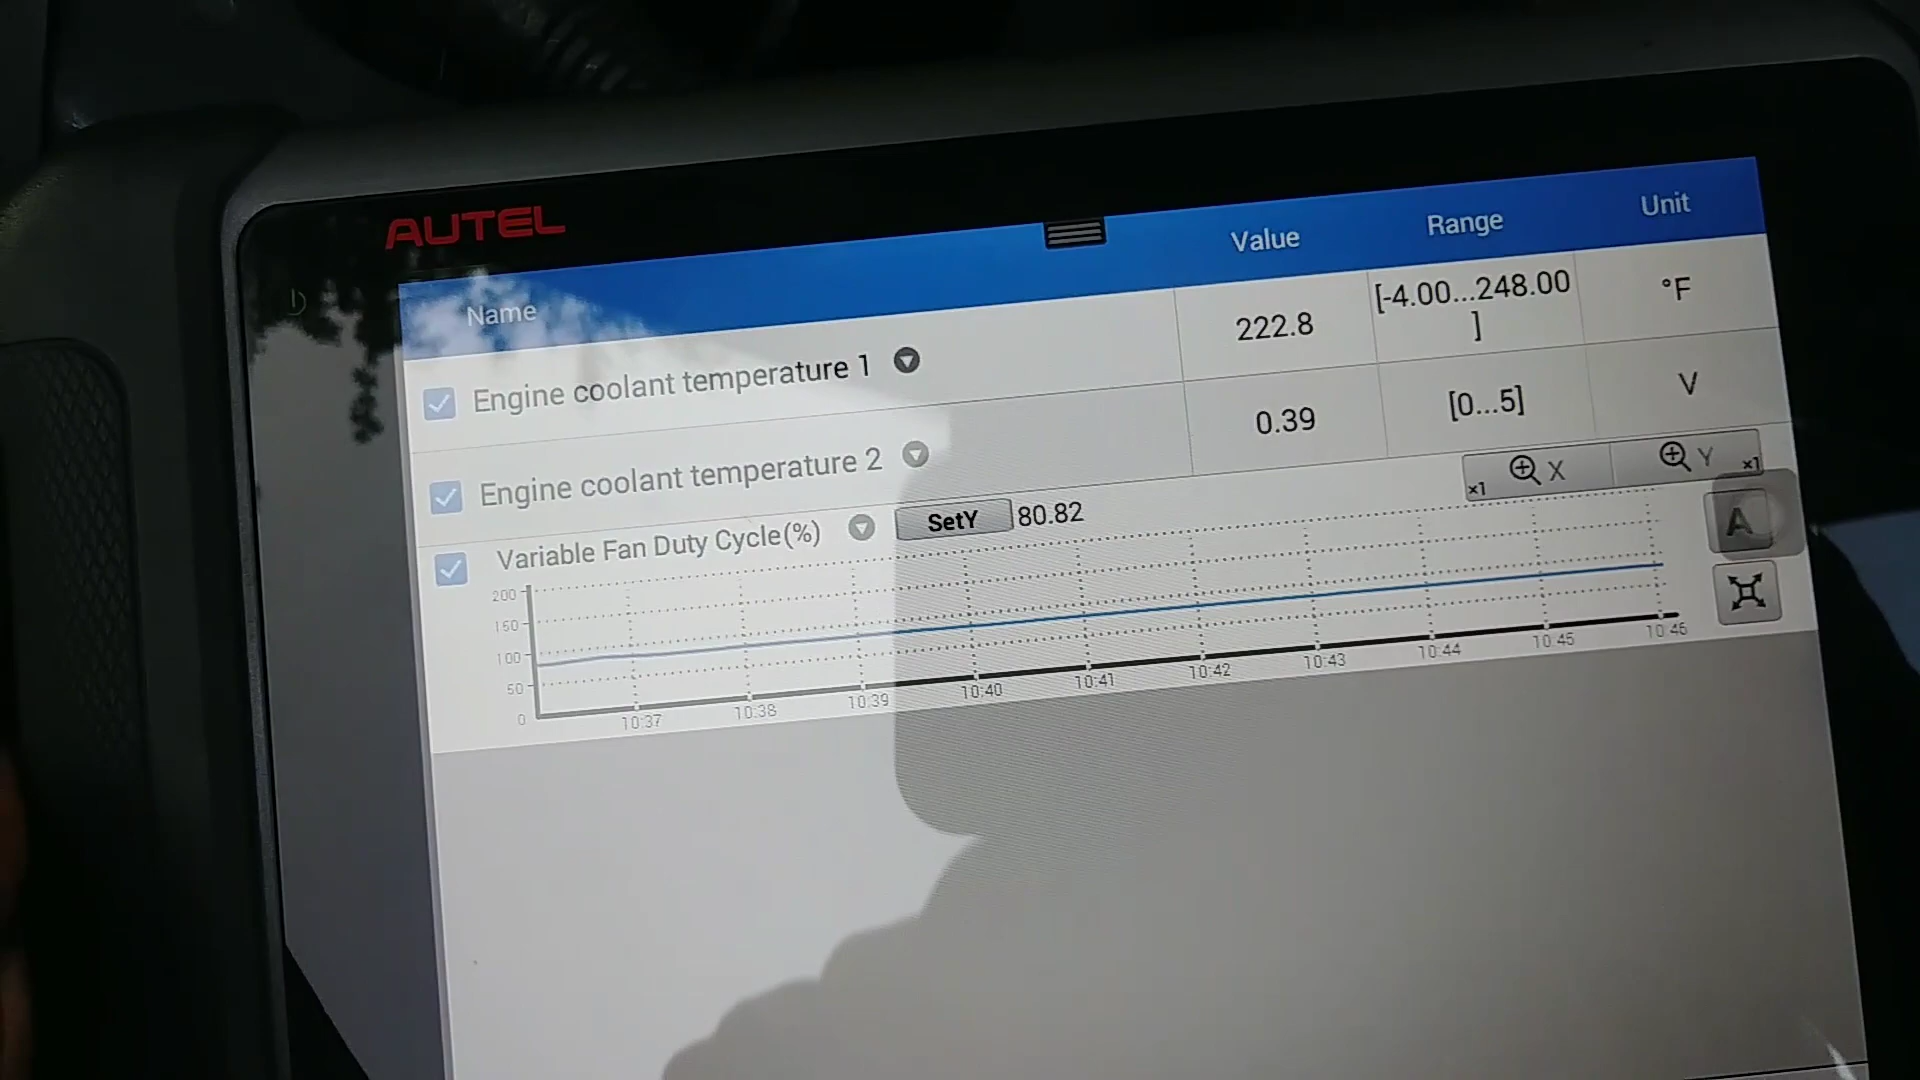 AUTEL
Name Value Range Unit
Engine coolant temperature 1 222.8 [-4.00...248.00 °F
]
Engine coolant temperature 2 0.39 [0...5] V
Variable Fan Duty Cycle(%) SetY 80.82
×1 X Y ×1
A
200
150
100
50
0
10:37 10:38 10:39 10:40 10:41 10:42 10:43 10:44 10:45 10:46